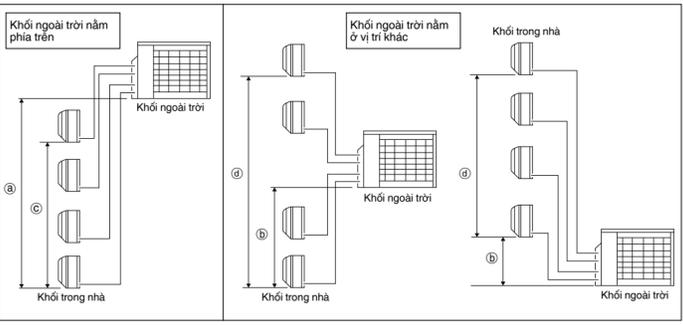 Khối ngoài trời nằm
phía trên
Khối ngoài trời
ⓐ
ⓒ
Khối trong nhà
Khối ngoài trời nằm
ở vị trí khác
ⓓ
Khối ngoài trời
ⓑ
Khối trong nhà
Khối trong nhà
ⓓ
ⓑ
Khối ngoài trời